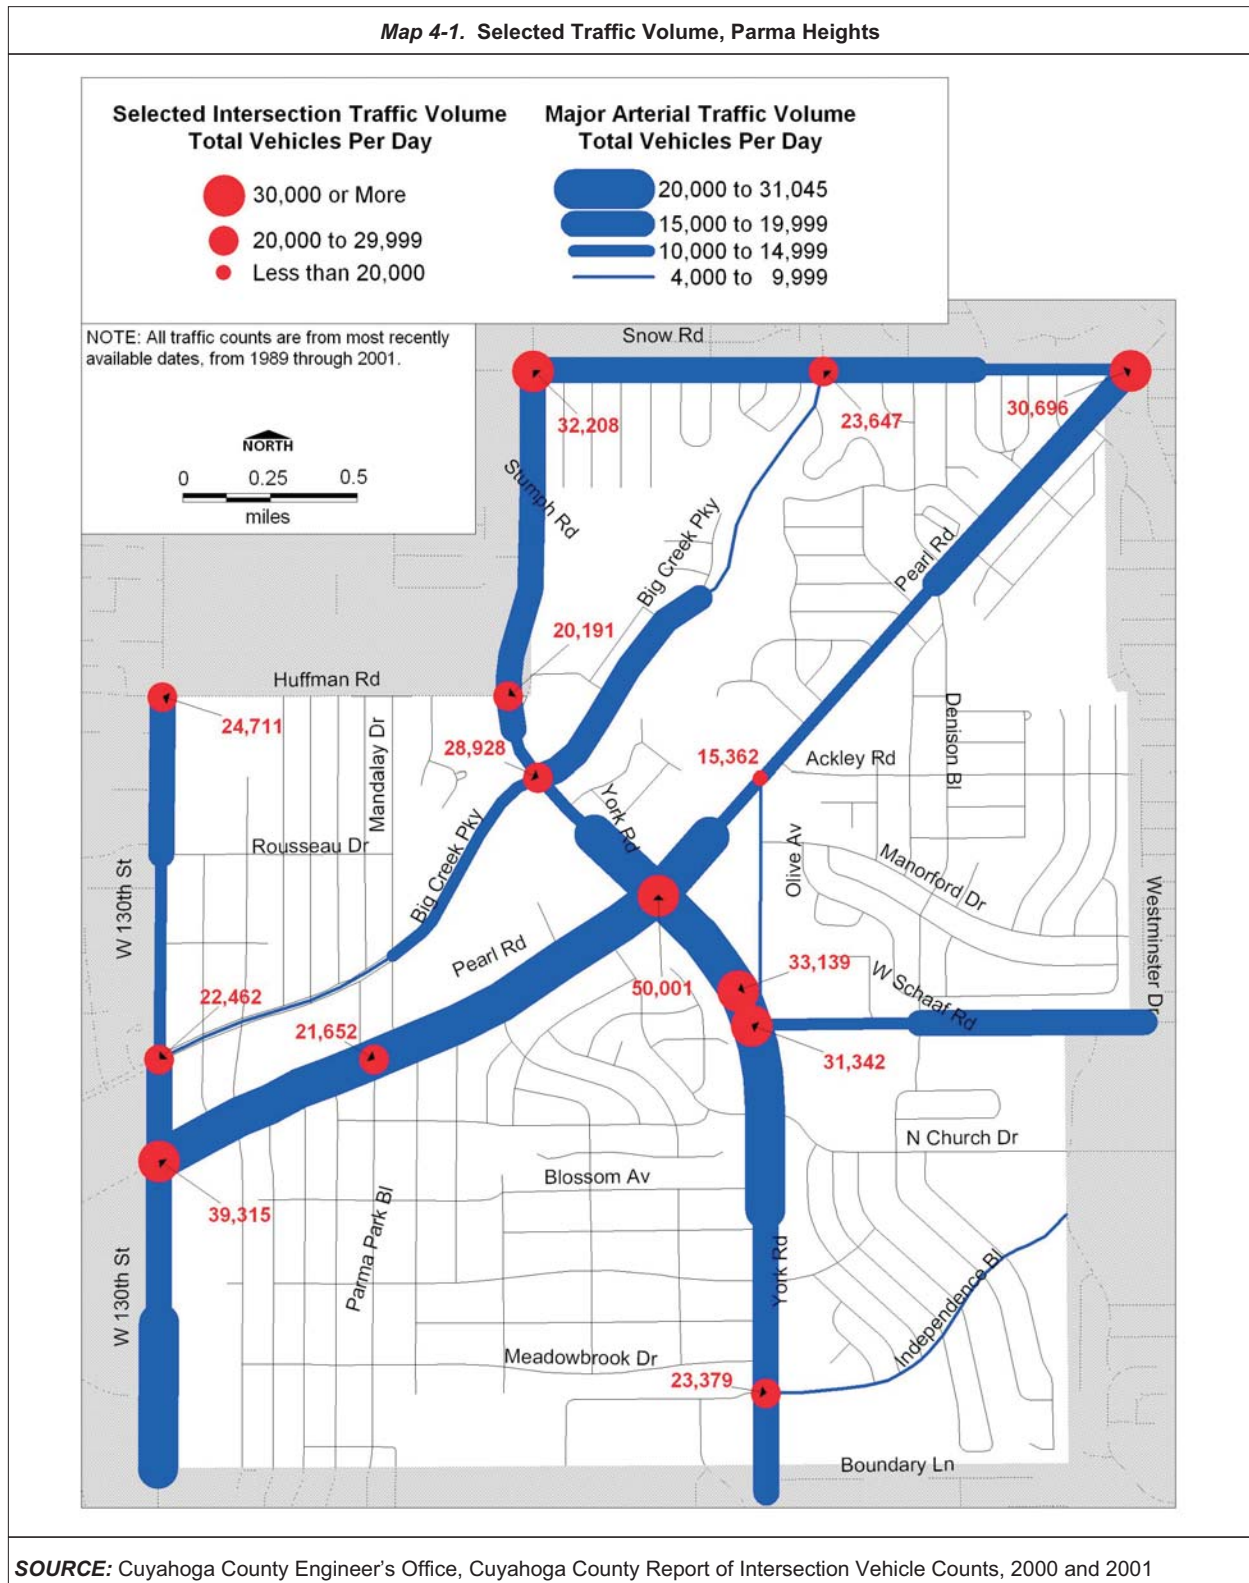 Map 4-1. Selected Traffic Volume, Parma Heights
Selected Intersection Traffic Volume
Total Vehicles Per Day
30,000 or More
20,000 to 29,999
Less than 20,000
Major Arterial Traffic Volume
Total Vehicles Per Day
20,000 to 31,045
15,000 to 19,999
10,000 to 14,999
4,000 to 9,999
NOTE: All traffic counts are from most recently
available dates, from 1989 through 2001.
NORTH
0 0.25 0.5
miles
Snow Rd
32,208
23,647
30,696
Stumph Rd
Big Creek Pky
Pearl Rd
20,191
Huffman Rd
24,711
Mandalay Dr
28,928
York Rd
15,362
Ackley Rd
Denison Bl
Rousseau Dr
Big Creek Pky
Olive Av
Manorford Dr
Westminster Dr
W 130th St
Pearl Rd
22,462
21,652
50,001
33,139
W Schaaf Rd
31,342
N Church Dr
Blossom Av
39,315
Parma Park Bl
W 130th St
York Rd
Independence Bl
Meadowbrook Dr
23,379
Boundary Ln
SOURCE: Cuyahoga County Engineer's Office, Cuyahoga County Report of Intersection Vehicle Counts, 2000 and 2001